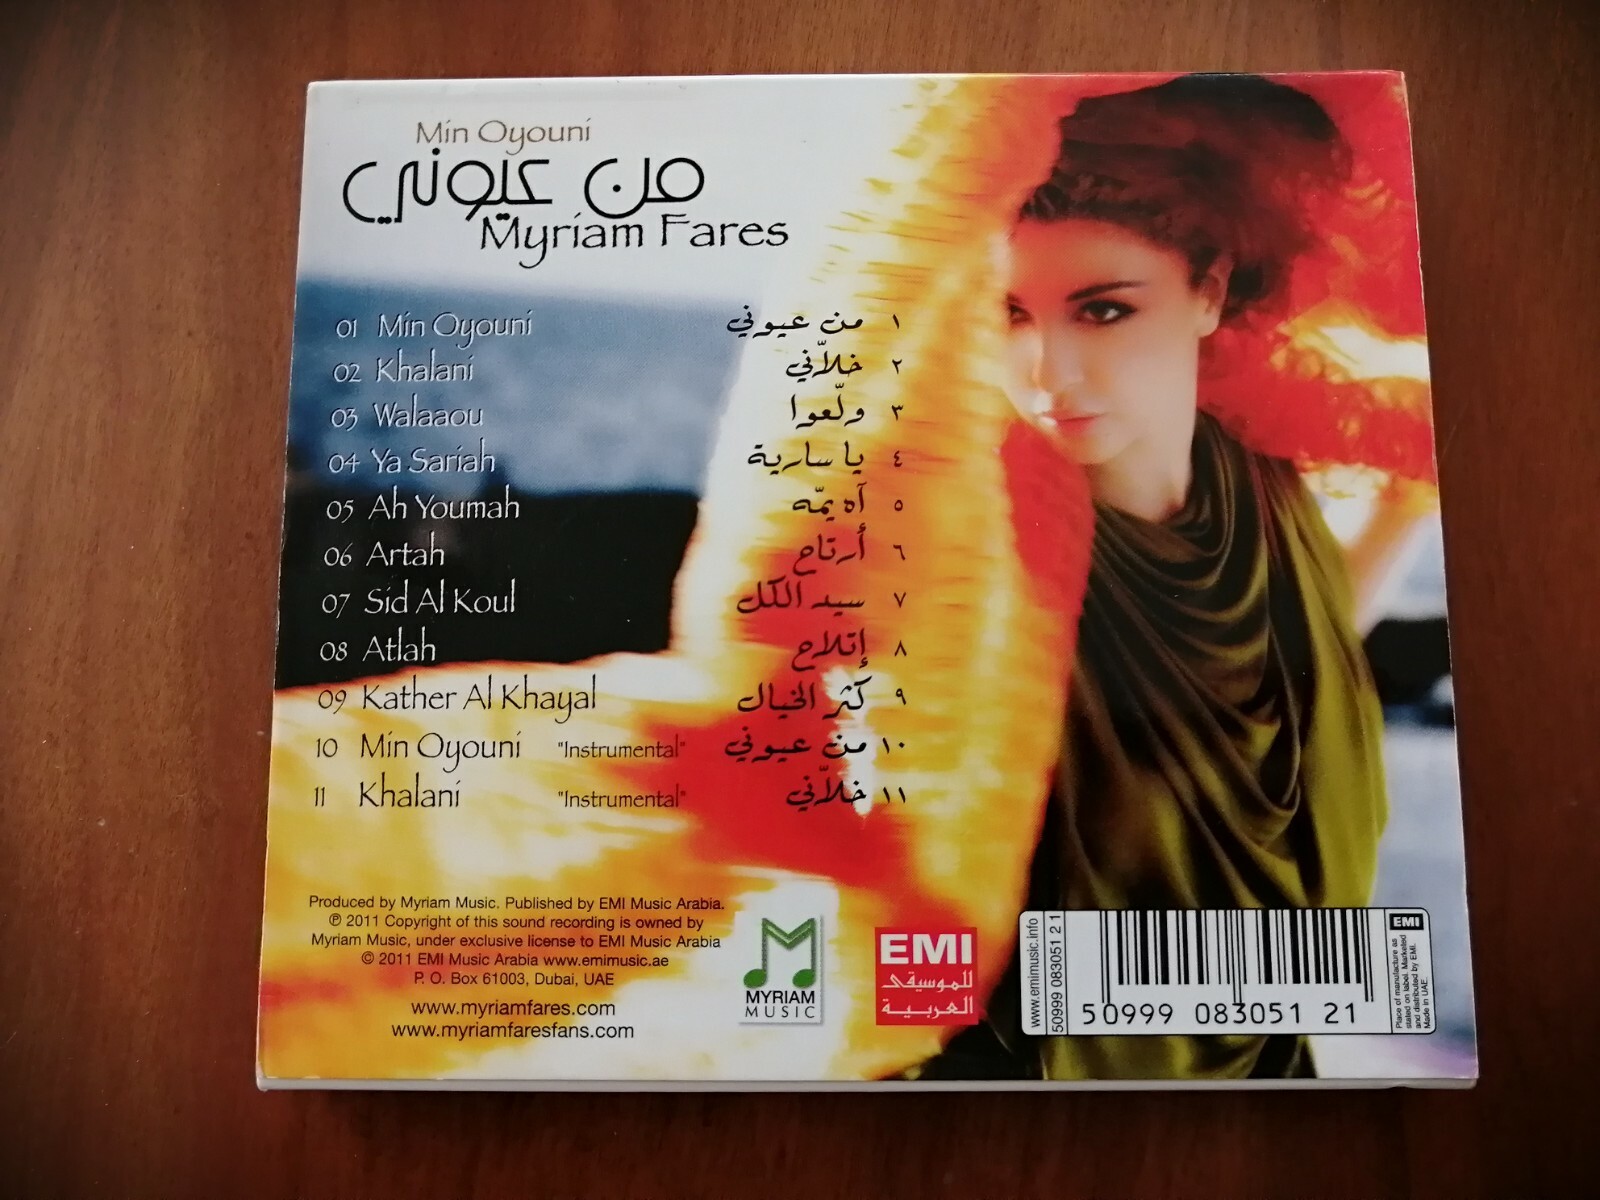 Min Oyouni
من عيوني
Myriam Fares
01 Min Oyouni من عيوني ١
02 Khalani خلاّني ٢
03 Walaaou ولّعوا ٣
04 Ya Sariah يا سارية ٤
05 Ah Youmah آه يمّه ٥
06 Artah أرتاح ٦
07 Sid Al Koul سيد الكل ٧
08 Atlah إتلاح ٨
09 Kather Al Khayal كثر الخيال ٩
10 Min Oyouni "Instrumental" من عيوني ١٠
11 Khalani "Instrumental" خلاّني ١١
Produced by Myriam Music. Published by EMI Music Arabia.
℗ 2011 Copyright of this sound recording is owned by
Myriam Music, under exclusive license to EMI Music Arabia
© 2011 EMI Music Arabia www.emimusic.ae
P. O. Box 61003, Dubai, UAE
www.myriamfares.com
www.myriamfaresfans.com
MYRIAM
MUSIC
EMI
للموسيقى
العربية
www.emimusic.info
50999 083051 2 1
50999 083051 21
EMI
Place of manufacture as
stated on label. Marketed
and distributed by EMI.
Made in UAE.